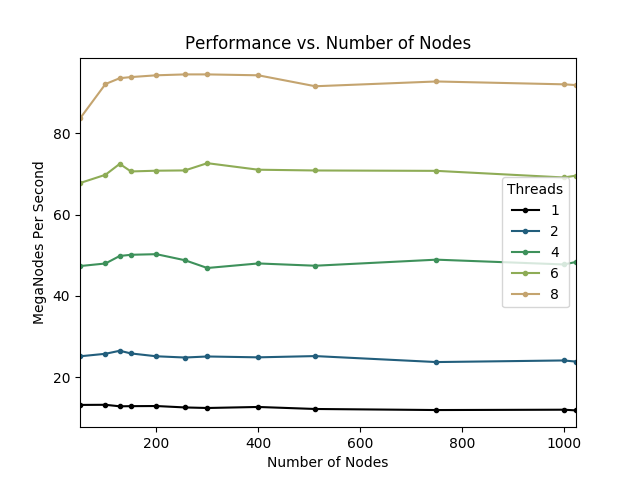 Performance vs. Number of Nodes
MegaNodes Per Second
80
60
40
20
Threads
1
2
4
6
8
200 400 600 800 1000
Number of Nodes